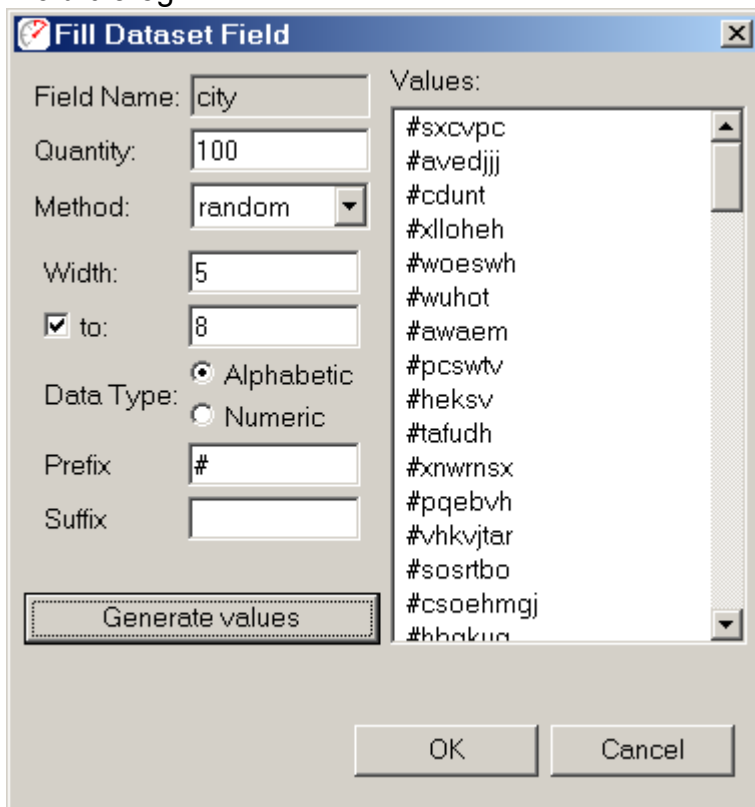 Fill Dataset Field
Field Name: city
Quantity: 100
Method: random
Width: 5
to: 8
Data Type: Alphabetic
Numeric
Prefix #
Suffix
Generate values
Values:
#sxcvpc
#avedjjj
#cdunt
#xlloheh
#woeswh
#wuhot
#awaem
#pcswtv
#heksv
#tafudh
#xnwrnsx
#pqebvh
#vhkvjtar
#sosrtbo
#csoehmgj
OK
Cancel